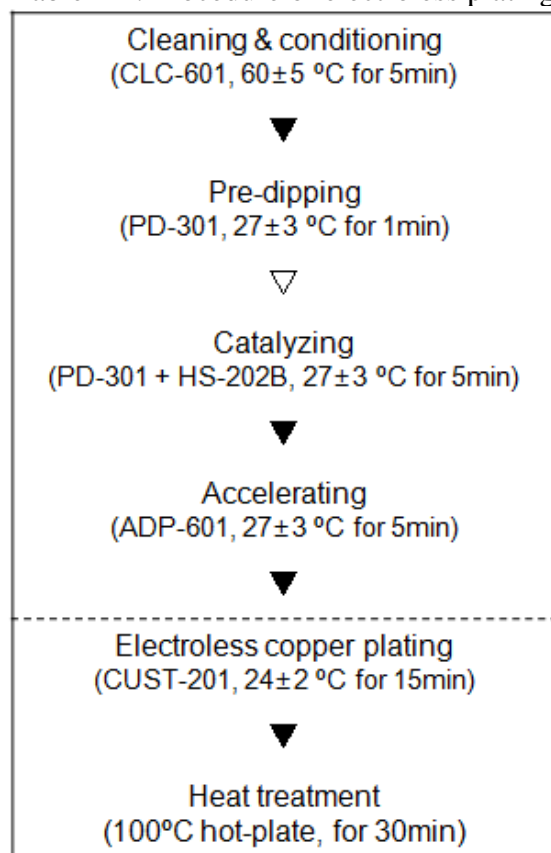 Cleaning & conditioning
(CLC-601, 60±5 ºC for 5min)
Pre-dipping
(PD-301, 27±3 ºC for 1min)
Catalyzing
(PD-301 + HS-202B, 27±3 ºC for 5min)
Accelerating
(ADP-601, 27±3 ºC for 5min)
Electroless copper plating
(CUST-201, 24±2 ºC for 15min)
Heat treatment
(100ºC hot-plate, for 30min)